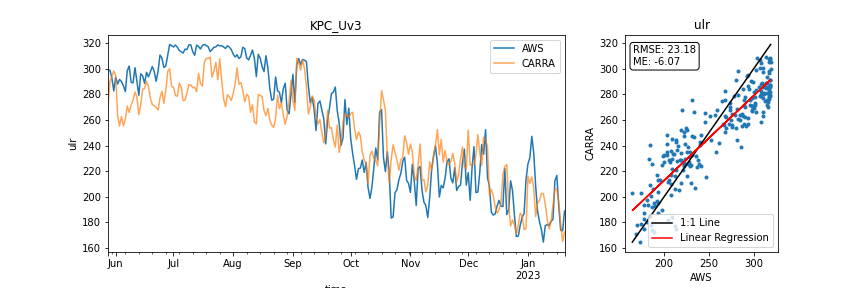 KPC_Uv3
ulr
320
300
280
260
240
220
200
180
160
Jun
Jul
Aug
Sep
Oct
Nov
Dec
Jan
2023
time
AWS
CARRA
ulr
CARRA
320
300
280
260
240
220
200
180
160
RMSE: 23.18
ME: -6.07
1:1 Line
Linear Regression
200
250
300
AWS